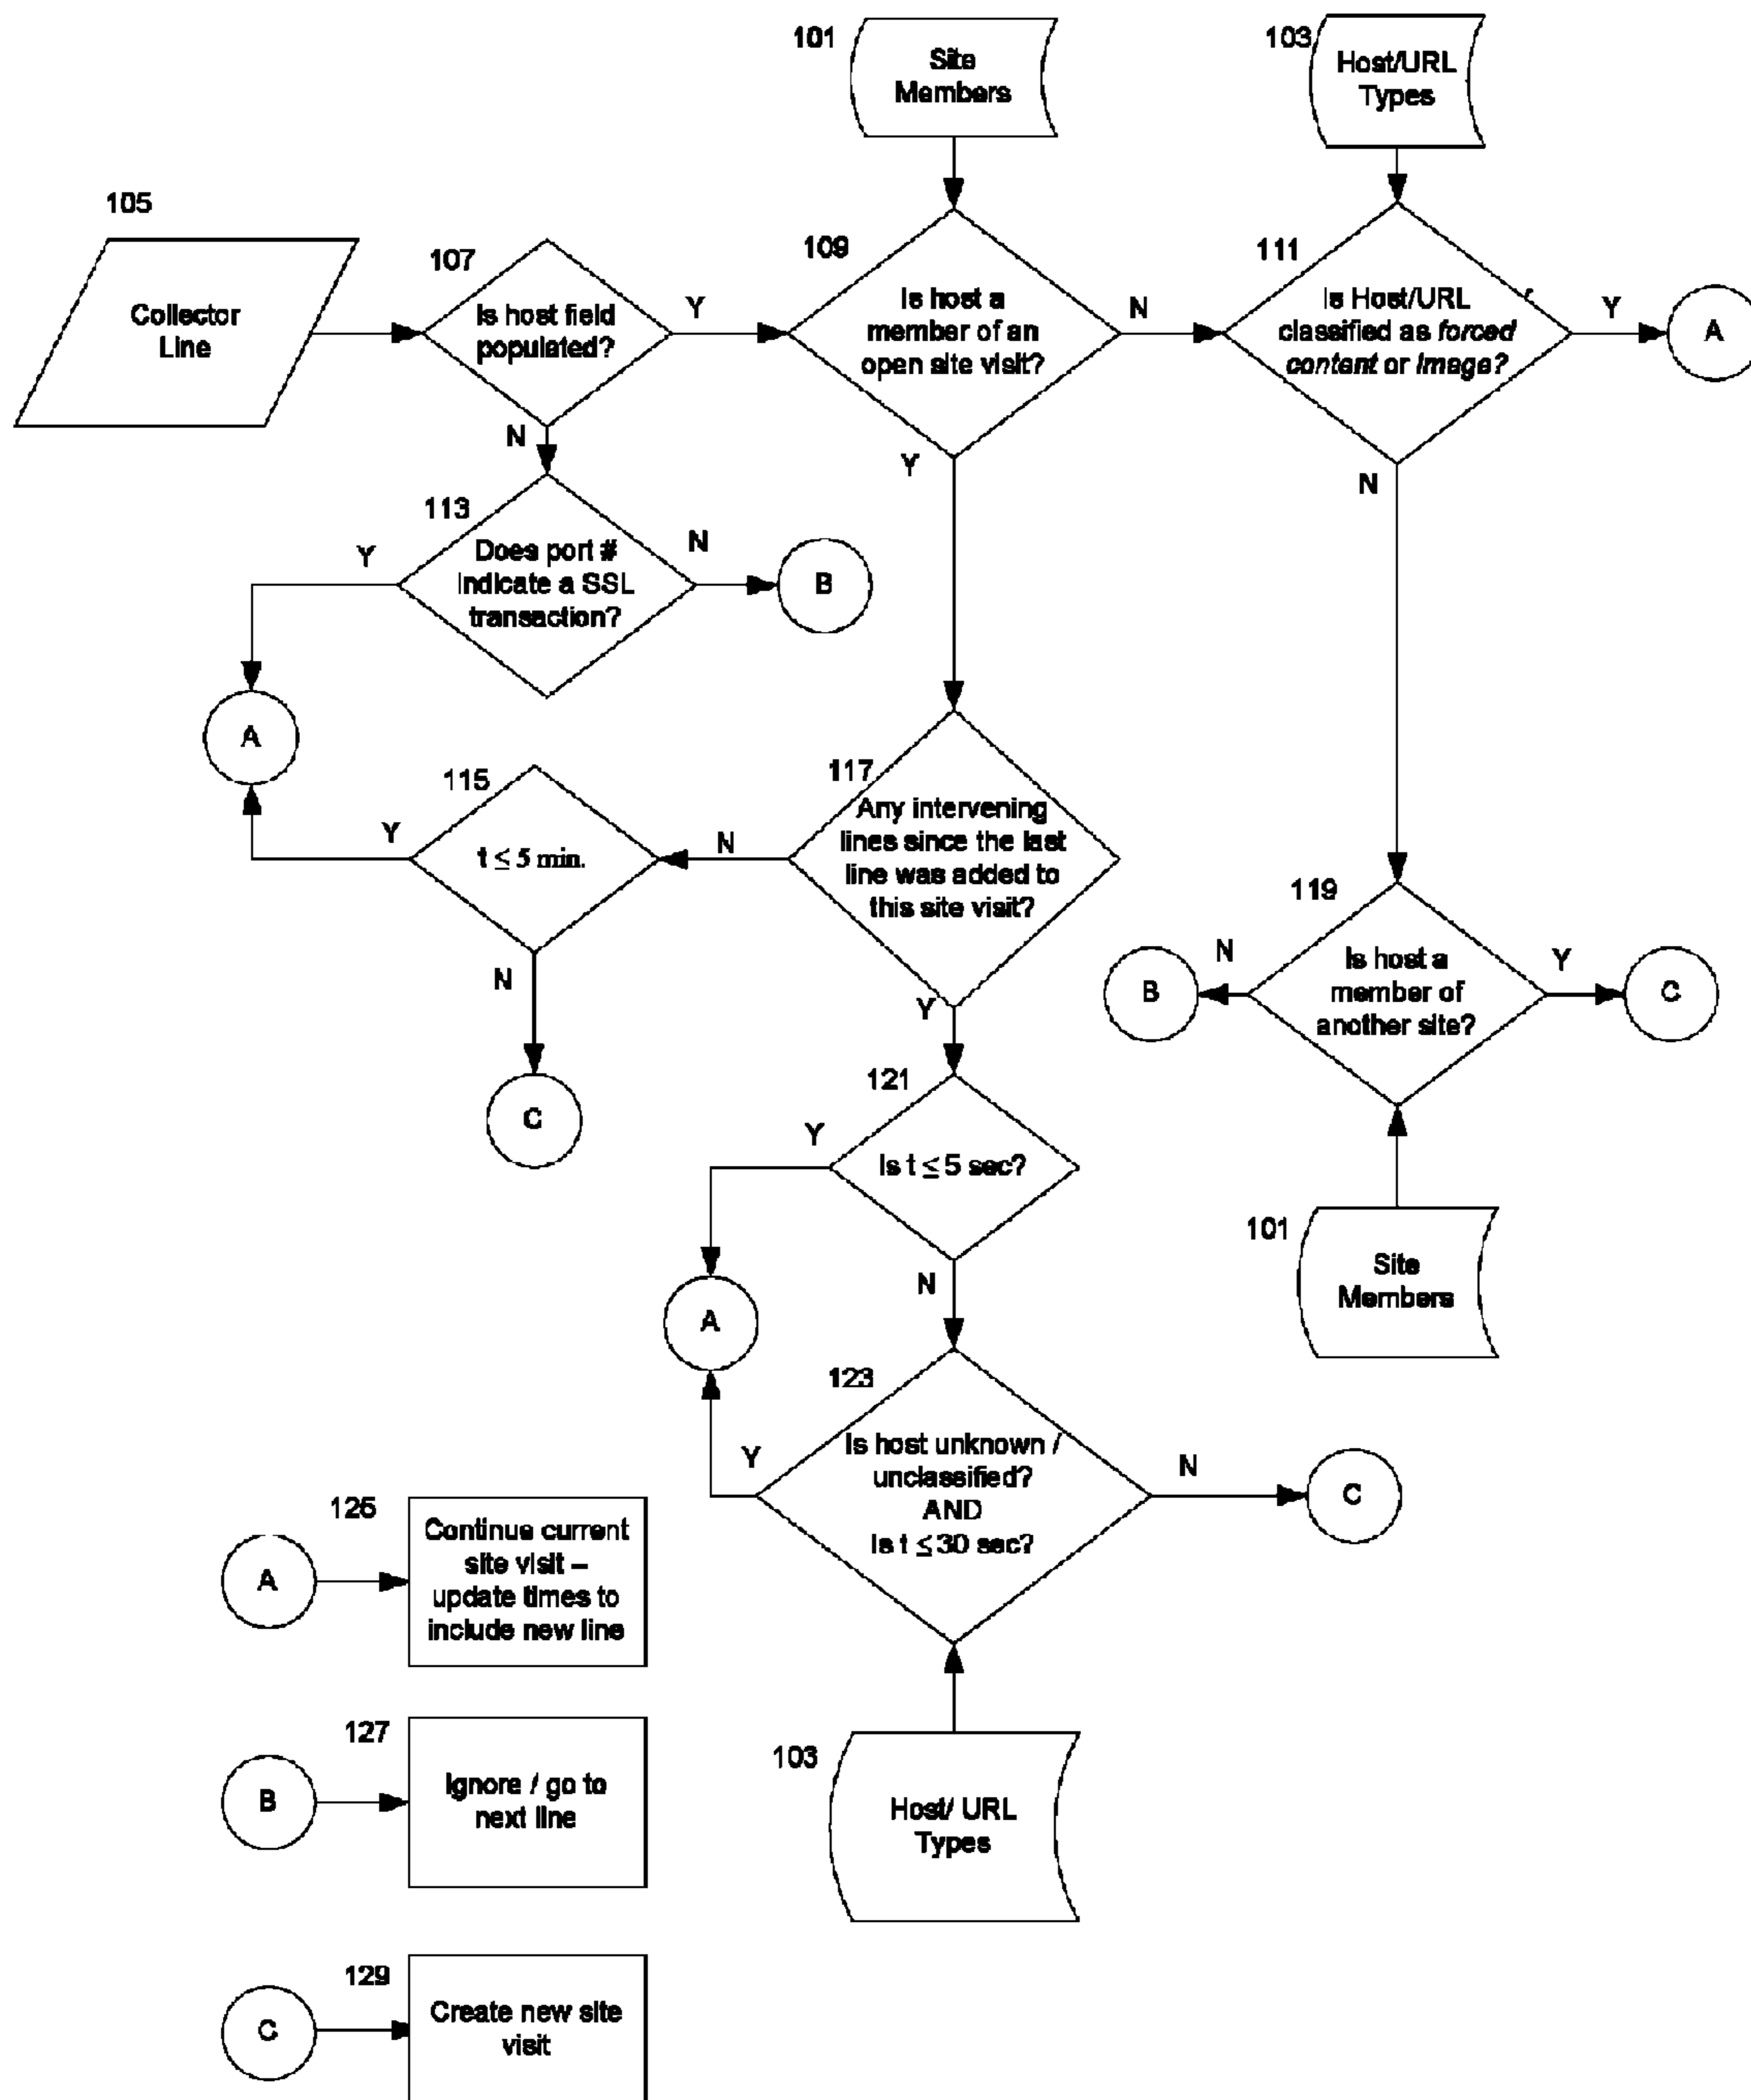 101
Site
Members
103
Host/URL
Types
105
Collector
Line
107
Is host field
populated?
Y
N
109
Is host a
member of an
open site visit?
N
Y
111
Is Host/URL
classified as forced
content or image?
Y
A
N
113
Does port #
Indicate a SSL
transaction?
Y
N
B
A
115
t ≤ 5 min.
Y
N
C
117
Any intervening
lines since the last
line was added to
this site visit?
N
Y
119
Is host a
member of
another site?
N
B
Y
C
101
Site
Members
121
Is t ≤ 5 sec?
Y
N
A
123
Is host unknown /
unclassified?
AND
Is t ≤ 30 sec?
Y
N
C
103
Host/ URL
Types
A
125
Continue current
site visit –
update times to
include new line
B
127
Ignore / go to
next line
C
129
Create new site
visit